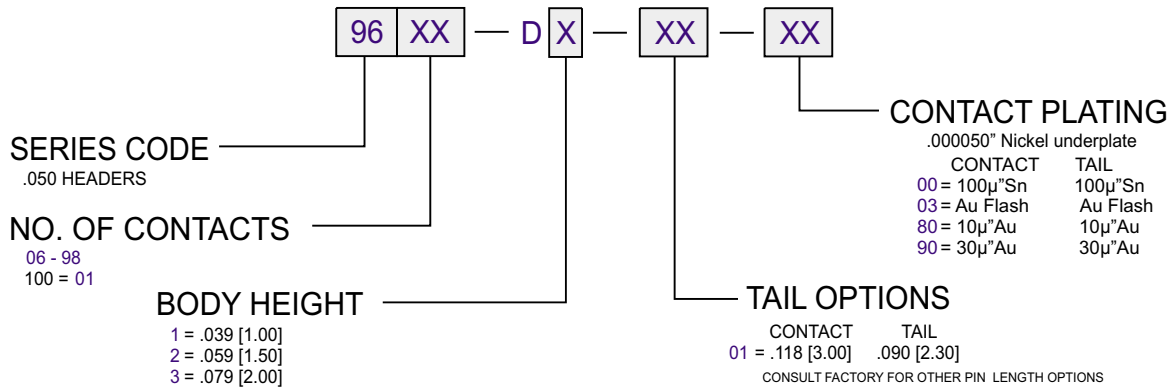 96 XX — D X — XX — XX
SERIES CODE
.050 HEADERS
NO. OF CONTACTS
06 - 98
100 = 01
BODY HEIGHT
1 = .039 [1.00]
2 = .059 [1.50]
3 = .079 [2.00]
TAIL OPTIONS
CONTACT TAIL
01 = .118 [3.00] .090 [2.30]
CONSULT FACTORY FOR OTHER PIN LENGTH OPTIONS
CONTACT PLATING
.000050" Nickel underplate
CONTACT TAIL
00 = 100µ"Sn 100µ"Sn
03 = Au Flash Au Flash
80 = 10µ"Au 10µ"Au
90 = 30µ"Au 30µ"Au